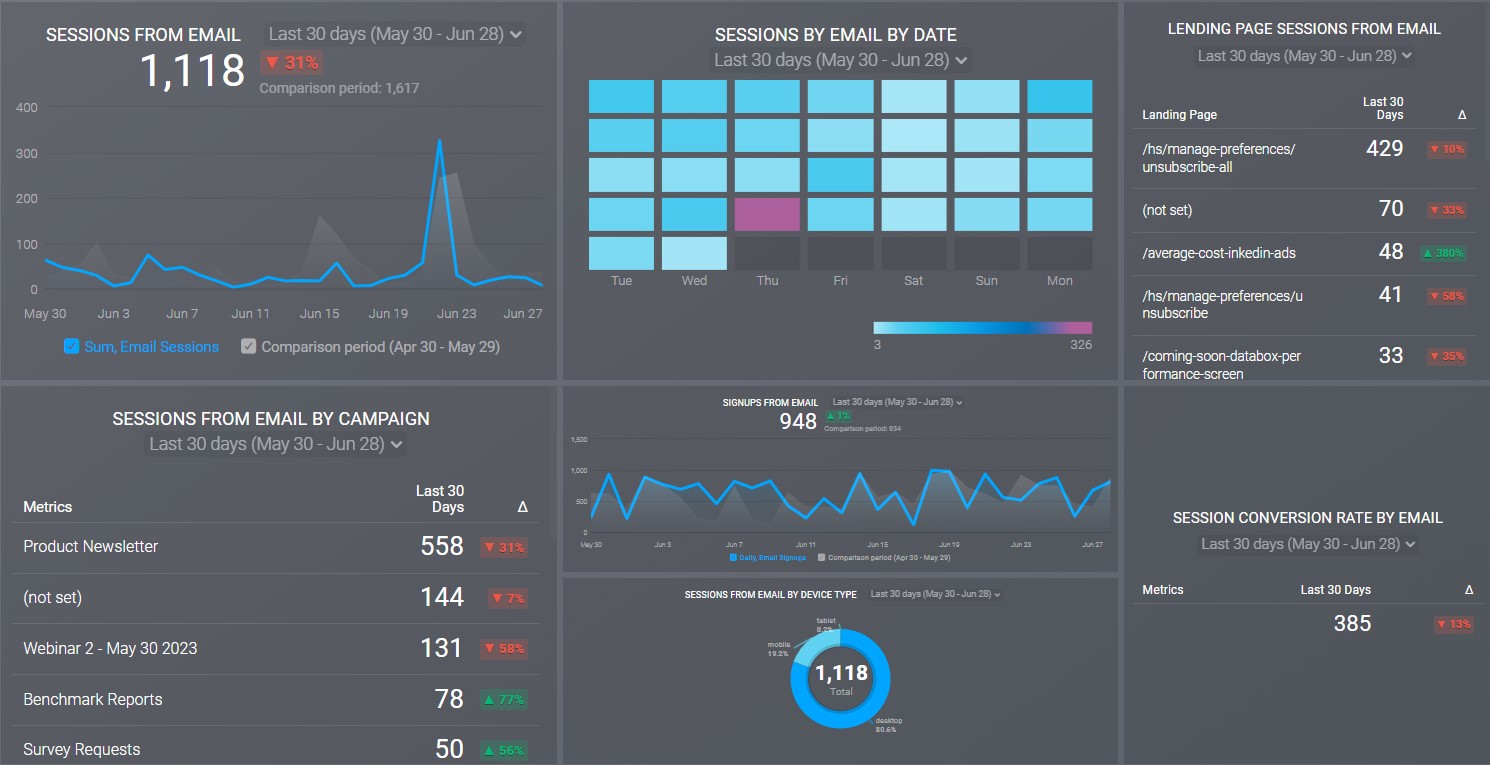 SESSIONS FROM EMAIL
Last 30 days (May 30 - Jun 28)
1,118
▼ 31%
Comparison period: 1,617
400
300
200
100
0
May 30 Jun 3 Jun 7 Jun 11 Jun 15 Jun 19 Jun 23 Jun 27
Sum, Email Sessions
Comparison period (Apr 30 - May 29)
SESSIONS BY EMAIL BY DATE
Last 30 days (May 30 - Jun 28)
Tue Wed Thu Fri Sat Sun Mon
3 326
LENDING PAGE SESSIONS FROM EMAIL
Last 30 days (May 30 - Jun 28)
Last 30
Landing Page Days Δ
/hs/manage-preferences/ 429 ▼ 10%
unsubscribe-all
(not set) 70 ▼ 33%
/average-cost-inkedin-ads 48 ▲ 380%
/hs/manage-preferences/u 41 ▼ 58%
nsubscribe
/coming-soon-databox-per 33 ▼ 35%
formance-screen
SESSIONS FROM EMAIL BY CAMPAIGN
Last 30 days (May 30 - Jun 28)
Last 30
Metrics Days Δ
Product Newsletter 558 ▼ 31%
(not set) 144 ▼ 7%
Webinar 2 - May 30 2023 131 ▼ 58%
Benchmark Reports 78 ▲ 77%
Survey Requests 50 ▲ 56%
SIGNUPS FROM EMAIL
Last 30 days (May 30 - Jun 28)
948
▲ 1%
Comparison period: 934
1,500
1,000
500
0
May 30 Jun 3 Jun 7 Jun 11 Jun 15 Jun 19 Jun 23 Jun 27
Daily, Email Signups
Comparison period (Apr 30 - May 29)
SESSIONS FROM EMAIL BY DEVICE TYPE
Last 30 days (May 30 - Jun 28)
tablet
0.2%
mobile
19.2%
1,118
Total
desktop
80.6%
SESSION CONVERSION RATE BY EMAIL
Last 30 days (May 30 - Jun 28)
Metrics Last 30 Days Δ
385 ▼ 13%